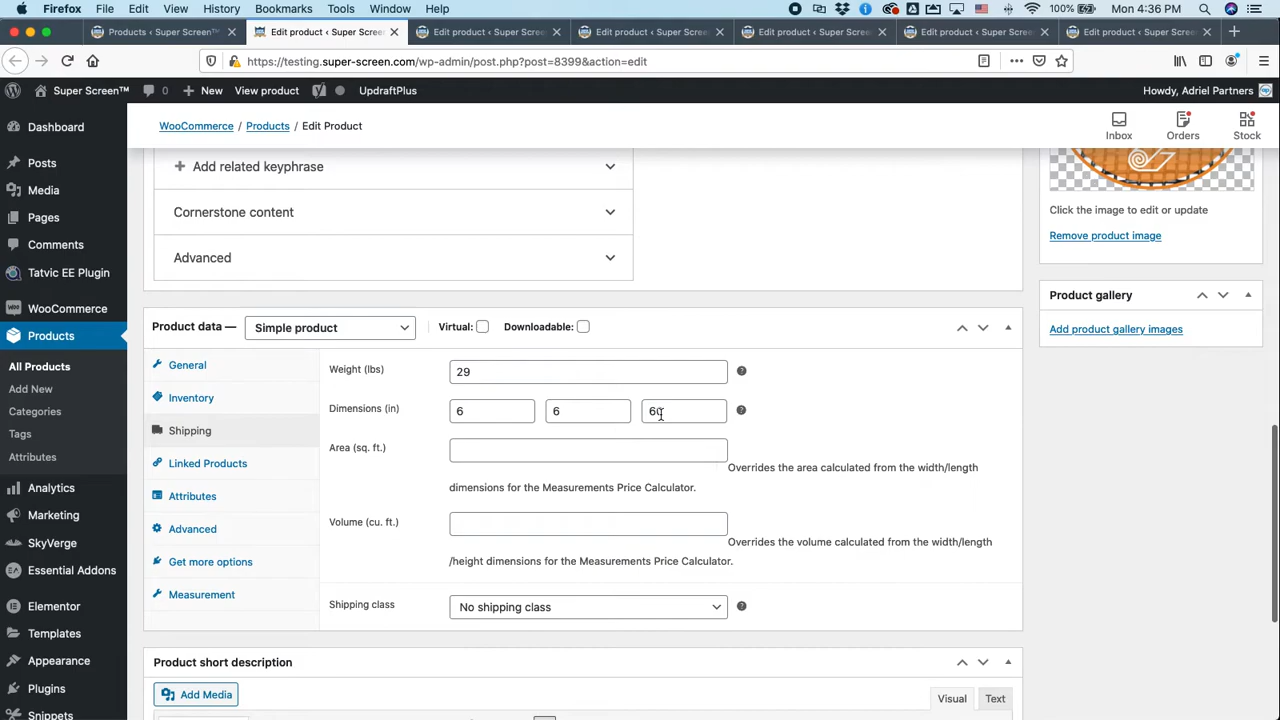 Firefox File Edit View History Bookmarks Tools Window Help 100% Mon 4:36 PM
Products ‹ Super Screen™ Edit product ‹ Super Screen Edit product ‹ Super Screen Edit product ‹ Super Screen Edit product ‹ Super Screen Edit product ‹ Super Screen Edit product ‹ Super Screen
https://testing.super-screen.com/wp-admin/post.php?post=8399&action=edit
Super Screen™ 0 + New View product UpdraftPlus Howdy, Adriel Partners
Dashboard
Posts
Media
Pages
Comments
Tatvic EE Plugin
WooCommerce
Products
All Products
Add New
Categories
Tags
Attributes
Analytics
Marketing
SkyVerge
Essential Addons
Elementor
Templates
Appearance
Plugins
Snippets
WooCommerce / Products / Edit Product
Inbox Orders Stock
+ Add related keyphrase
Cornerstone content
Advanced
Product data — Simple product Virtual: Downloadable:
General
Inventory
Shipping
Linked Products
Attributes
Advanced
Get more options
Measurement
Weight (lbs) 29
Dimensions (in) 6 6 60
Area (sq. ft.)
Overrides the area calculated from the width/length
dimensions for the Measurements Price Calculator.
Volume (cu. ft.)
Overrides the volume calculated from the width/length
/height dimensions for the Measurements Price Calculator.
Shipping class No shipping class
Product short description
Add Media
Visual Text
Click the image to edit or update
Remove product image
Product gallery
Add product gallery images